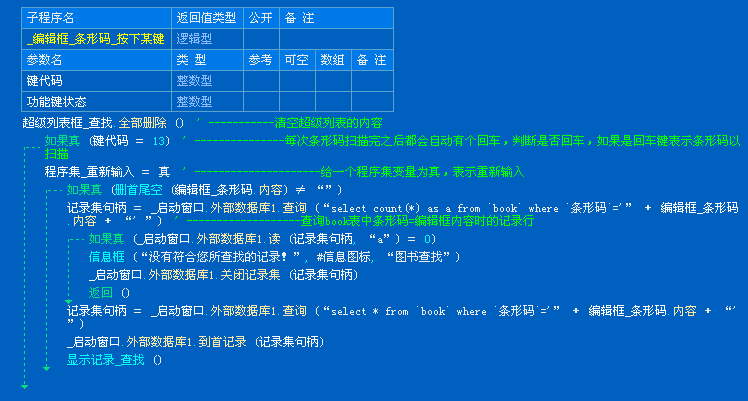 子程序名 返回值类型 公开 备 注
_编辑框_条形码_按下某键 逻辑型
参数名 类 型 参考 可空 数组 备 注
键代码 整数型
功能键状态 整数型
超级列表框_查找.全部删除 () ' -----------清空超级列表的内容
如果真 (键代码 = 13) ' ---------------每次条形码扫描完之后都会自动有个回车，判断是否回车，如果是回车键表示条形码以
扫描
程序集_重新输入 = 真 ' ---------------------给一个程序集变量为真，表示重新输入
如果真 (删首尾空 (编辑框_条形码.内容) ≠ “”)
记录集句柄 = _启动窗口.外部数据库1.查询 (“select count(*) as a from `book` where `条形码`='” + 编辑框_条形码
.内容 + “' ”) ' -------------------查询book表中条形码=编辑框内容时的记录行
如果真 (_启动窗口.外部数据库1.读 (记录集句柄, “a”) = 0)
信息框 (“没有符合您所查找的记录！”, #信息图标, “图书查找”)
_启动窗口.外部数据库1.关闭记录集 (记录集句柄)
返回 ()
记录集句柄 = _启动窗口.外部数据库1.查询 (“select * from `book` where `条形码`='” + 编辑框_条形码.内容 + “'
”)
_启动窗口.外部数据库1.到首记录 (记录集句柄)
显示记录_查找 ()